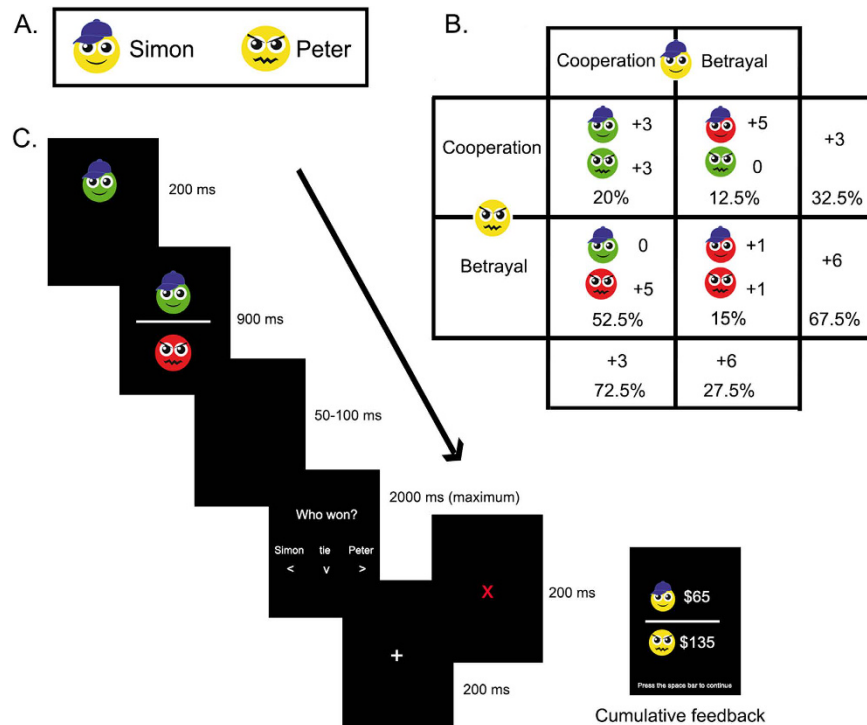 A.
Simon Peter
B.
Cooperation Betrayal
Cooperation
+3 +5
+3
+3 0
20% 12.5% 32.5%
Betrayal
0 +1
+6
+5 +1
52.5% 15% 67.5%
+3 +6
72.5% 27.5%
C.
200 ms
900 ms
50-100 ms
2000 ms (maximum)
Who won?
Simon tie Peter
< v >
X
200 ms
+
200 ms
$65
$135
Press the space bar to continue
Cumulative feedback